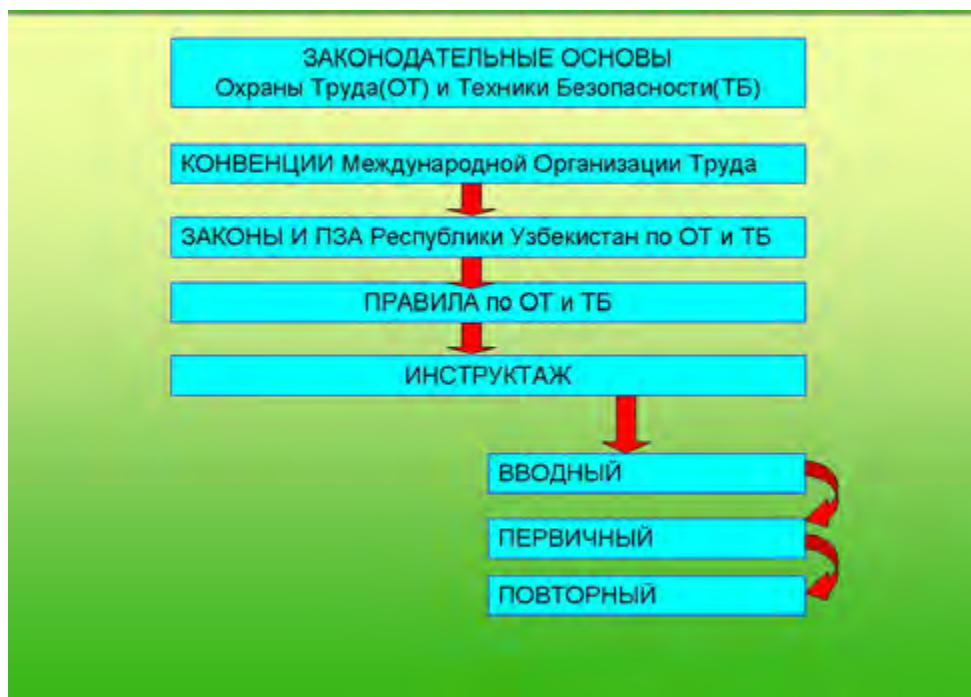 ЗАКОНОДАТЕЛЬНЫЕ ОСНОВЫ
Охраны Труда(ОТ) и Техники Безопасности(ТБ)
КОНВЕНЦИИ Международной Организации Труда
ЗАКОНЫ И ПЗА Республики Узбекистан по ОТ и ТБ
ПРАВИЛА по ОТ и ТБ
ИНСТРУКТАЖ
ВВОДНЫЙ
ПЕРВИЧНЫЙ
ПОВТОРНЫЙ